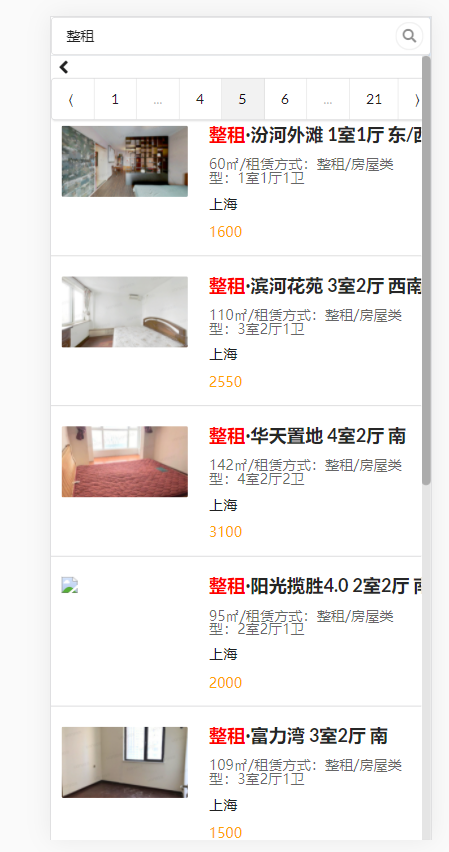 整租
⟨ 1 ... 4 5 6 ... 21 ⟩
整租·汾河外滩 1室1厅 东/西
60㎡/租赁方式：整租/房屋类
型：1室1厅1卫
上海
1600
整租·滨河花苑 3室2厅 西南
110㎡/租赁方式：整租/房屋类
型：3室2厅1卫
上海
2550
整租·华天置地 4室2厅 南
142㎡/租赁方式：整租/房屋类
型：4室2厅2卫
上海
3100
整租·阳光揽胜4.0 2室2厅 南
95㎡/租赁方式：整租/房屋类
型：2室2厅1卫
上海
2000
整租·富力湾 3室2厅 南
109㎡/租赁方式：整租/房屋类
型：3室2厅1卫
上海
1500